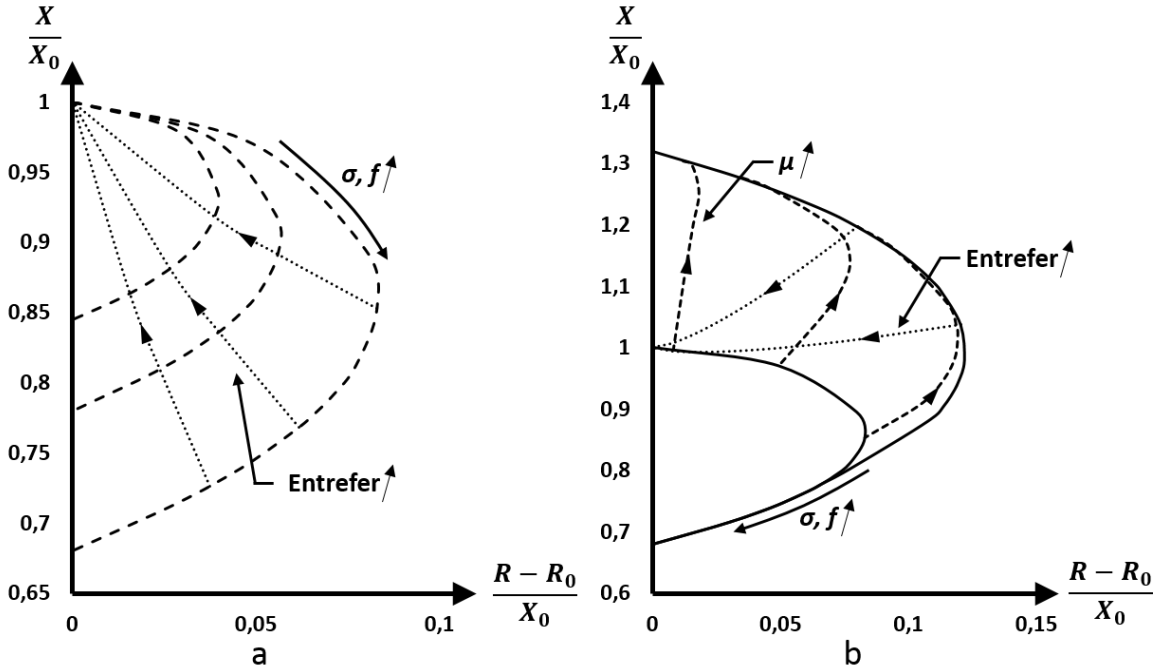 X
X₀
1
0,95
0,9
0,85
0,8
0,75
0,7
0,65
0
0,05
0,1
σ, f
Entrefer
R − R₀
X₀
a
X
X₀
1,4
1,3
1,2
1,1
1
0,9
0,8
0,7
0,6
0
0,05
0,1
0,15
μ
Entrefer
σ, f
R − R₀
X₀
b